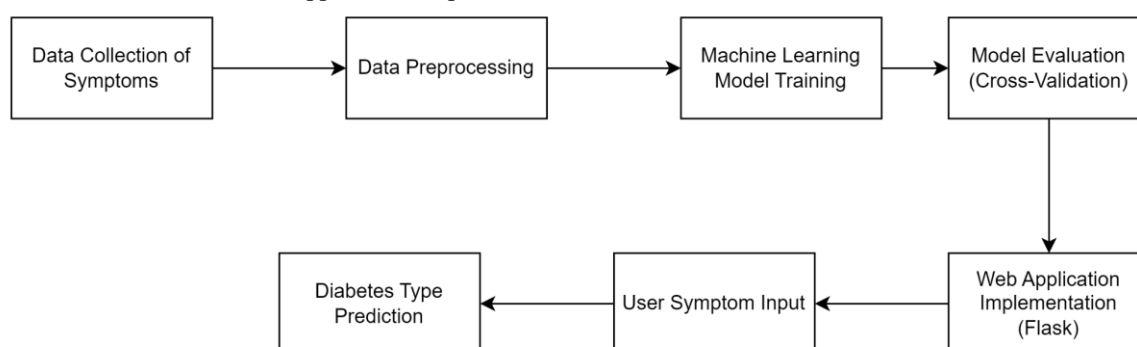 Data Collection of
Symptoms
Data Preprocessing
Machine Learning
Model Training
Model Evaluation
(Cross-Validation)
Web Application
Implementation
(Flask)
User Symptom Input
Diabetes Type
Prediction